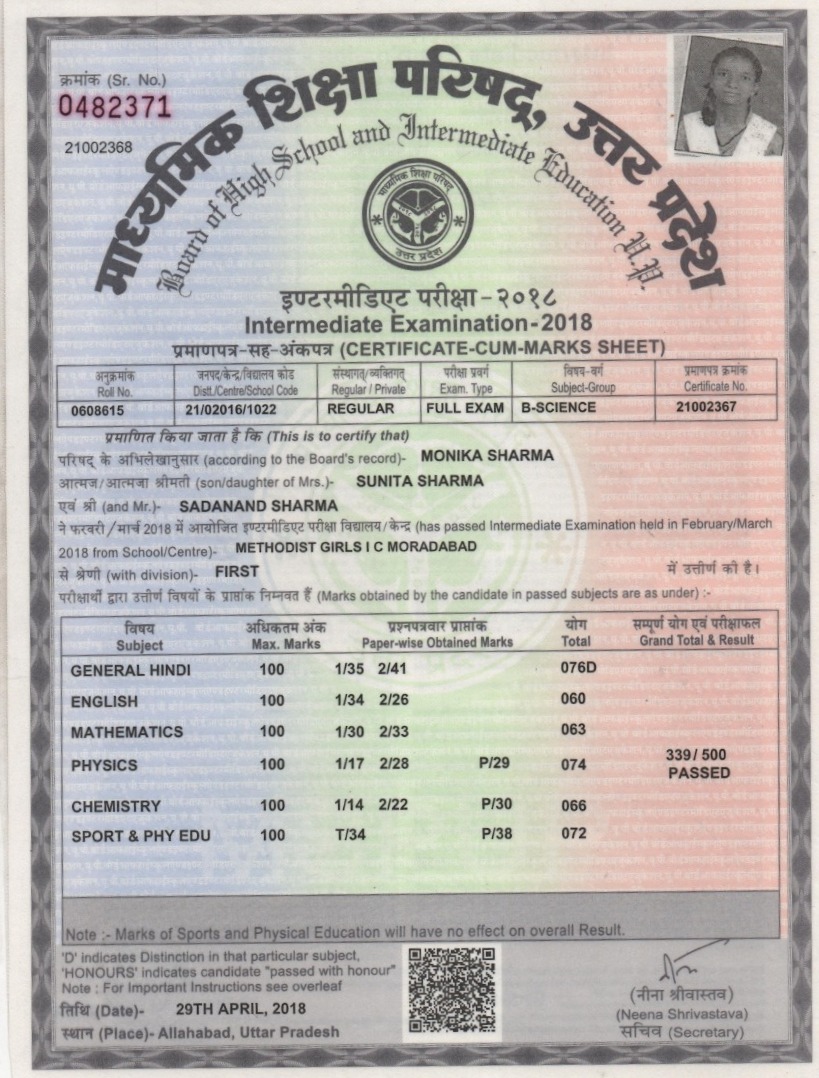 क्रमांक (Sr. No.)
0482371
21002368
माध्यमिक शिक्षा परिषद्, उत्तर प्रदेश
Board of High School and Intermediate Education U.P.
माध्यमिक शिक्षा परिषद
उत्तर प्रदेश
इण्टरमीडिएट परीक्षा-२०१८
Intermediate Examination-2018
प्रमाणपत्र-सह-अंकपत्र (CERTIFICATE-CUM-MARKS SHEET)
अनुक्रमांक जनपद/केन्द्र/विद्यालय कोड संस्थागत/व्यक्तिगत् परीक्षा प्रवर्ग विषय-वर्ग प्रमाणपत्र क्रमांक
Roll No. Distt./Centre/School Code Regular / Private Exam. Type Subject-Group Certificate No.
0608615 21/02016/1022 REGULAR FULL EXAM B-SCIENCE 21002367
प्रमाणित किया जाता है कि (This is to certify that)
परिषद् के अभिलेखानुसार (according to the Board's record)- MONIKA SHARMA
आत्मज/आत्मजा श्रीमती (son/daughter of Mrs.)- SUNITA SHARMA
एवं श्री (and Mr.)- SADANAND SHARMA
ने फरवरी/मार्च 2018 में आयोजित इण्टरमीडिएट परीक्षा विद्यालय/केन्द्र (has passed Intermediate Examination held in February/March
2018 from School/Centre)- METHODIST GIRLS I C MORADABAD
से श्रेणी (with division)- FIRST में उत्तीर्ण की है।
परीक्षार्थी द्वारा उत्तीर्ण विषयों के प्राप्तांक निम्नवत हैं (Marks obtained by the candidate in passed subjects are as under) :-
विषय अधिकतम अंक प्रश्नपत्रवार प्राप्तांक योग सम्पूर्ण योग एवं परीक्षाफल
Subject Max. Marks Paper-wise Obtained Marks Total Grand Total & Result
GENERAL HINDI 100 1/35 2/41 076D
ENGLISH 100 1/34 2/26 060
MATHEMATICS 100 1/30 2/33 063
PHYSICS 100 1/17 2/28 P/29 074 339/500
PASSED
CHEMISTRY 100 1/14 2/22 P/30 066
SPORT & PHY EDU 100 T/34 P/38 072
Note :- Marks of Sports and Physical Education will have no effect on overall Result.
'D' indicates Distinction in that particular subject,
'HONOURS' indicates candidate "passed with honour"
Note : For Important Instructions see overleaf
तिथि (Date)- 29TH APRIL, 2018
स्थान (Place)- Allahabad, Uttar Pradesh
(नीना श्रीवास्तव)
(Neena Shrivastava)
सचिव (Secretary)